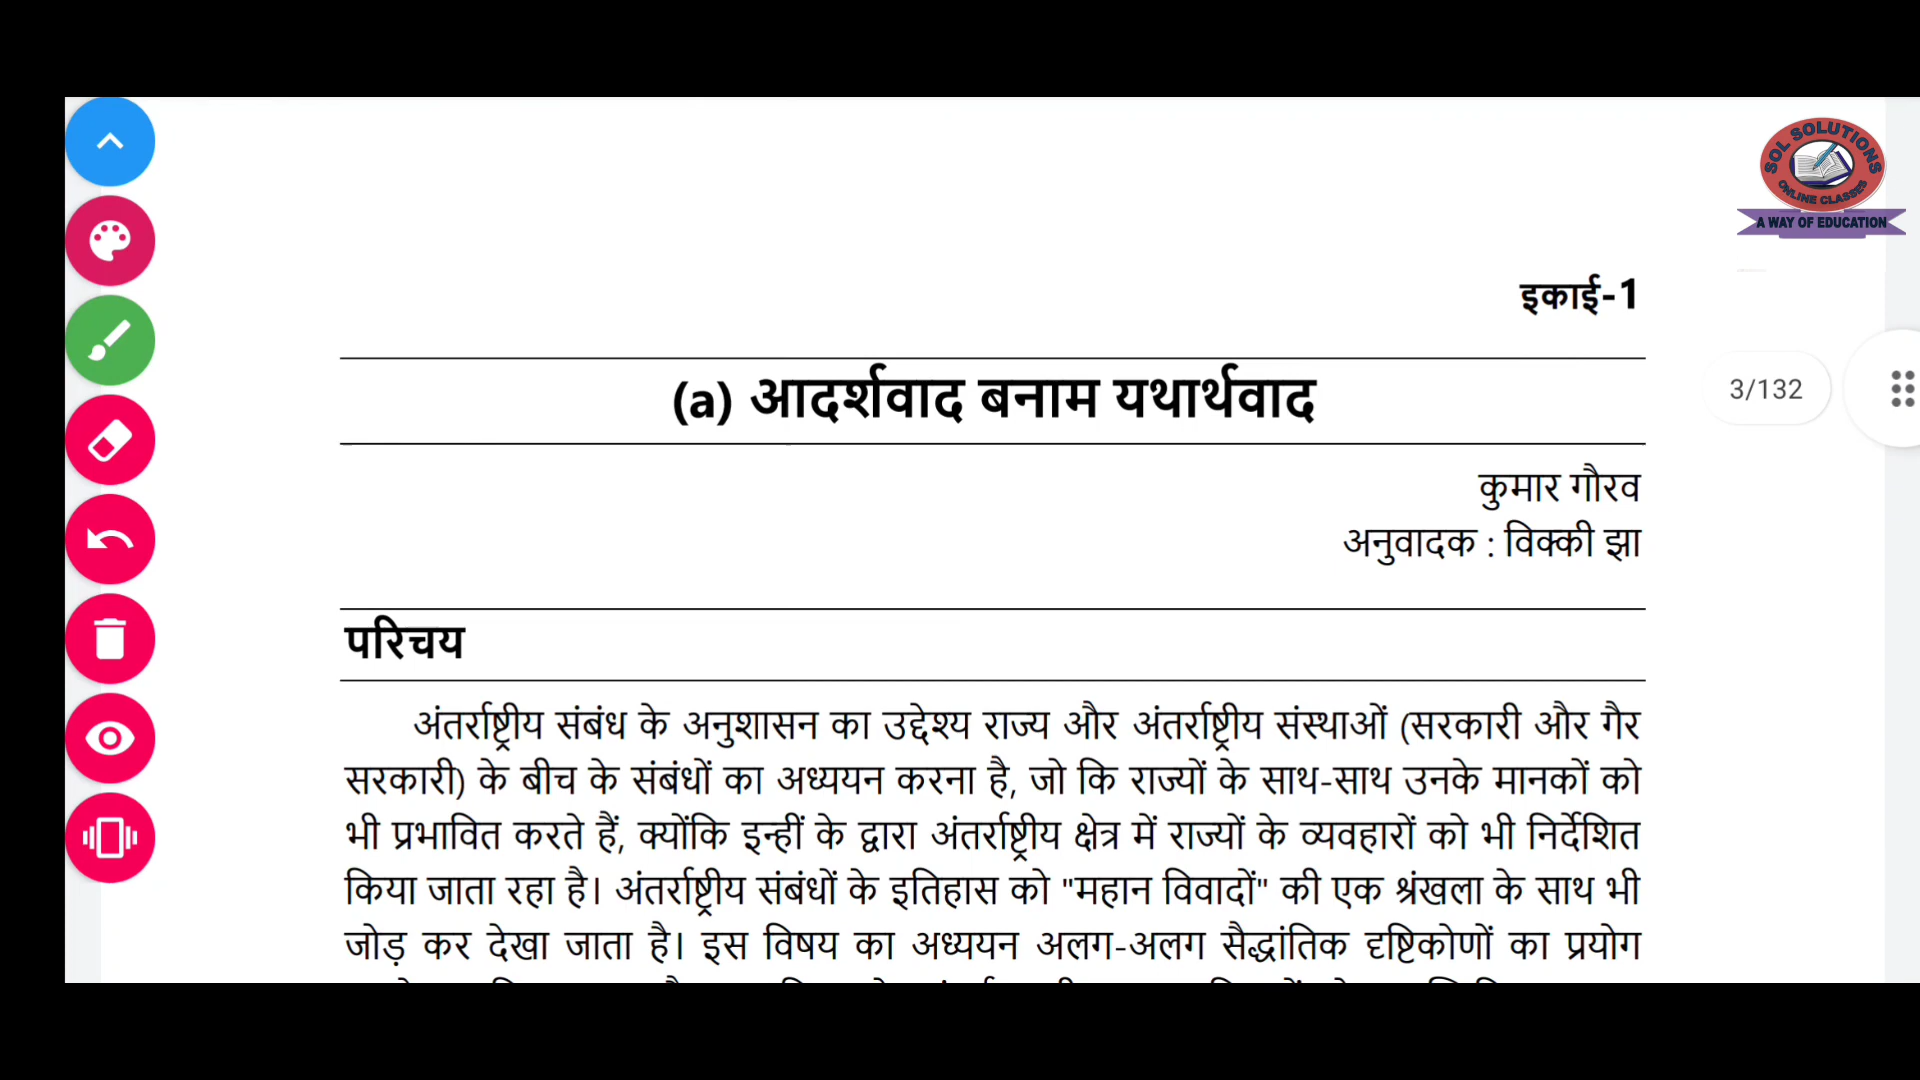 SOL SOLUTIONS
ONLINE CLASSES
A WAY OF EDUCATION
इकाई-1
(a) आदर्शवाद बनाम यथार्थवाद
3/132
कुमार गौरव
अनुवादक : विक्की झा
परिचय
अंतर्राष्ट्रीय संबंध के अनुशासन का उद्देश्य राज्य और अंतर्राष्ट्रीय संस्थाओं (सरकारी और गैर
सरकारी) के बीच के संबंधों का अध्ययन करना है, जो कि राज्यों के साथ-साथ उनके मानकों को
भी प्रभावित करते हैं, क्योंकि इन्हीं के द्वारा अंतर्राष्ट्रीय क्षेत्र में राज्यों के व्यवहारों को भी निर्देशित
किया जाता रहा है। अंतर्राष्ट्रीय संबंधों के इतिहास को "महान विवादों" की एक श्रंखला के साथ भी
जोड़ कर देखा जाता है। इस विषय का अध्ययन अलग-अलग सैद्धांतिक दृष्टिकोणों का प्रयोग